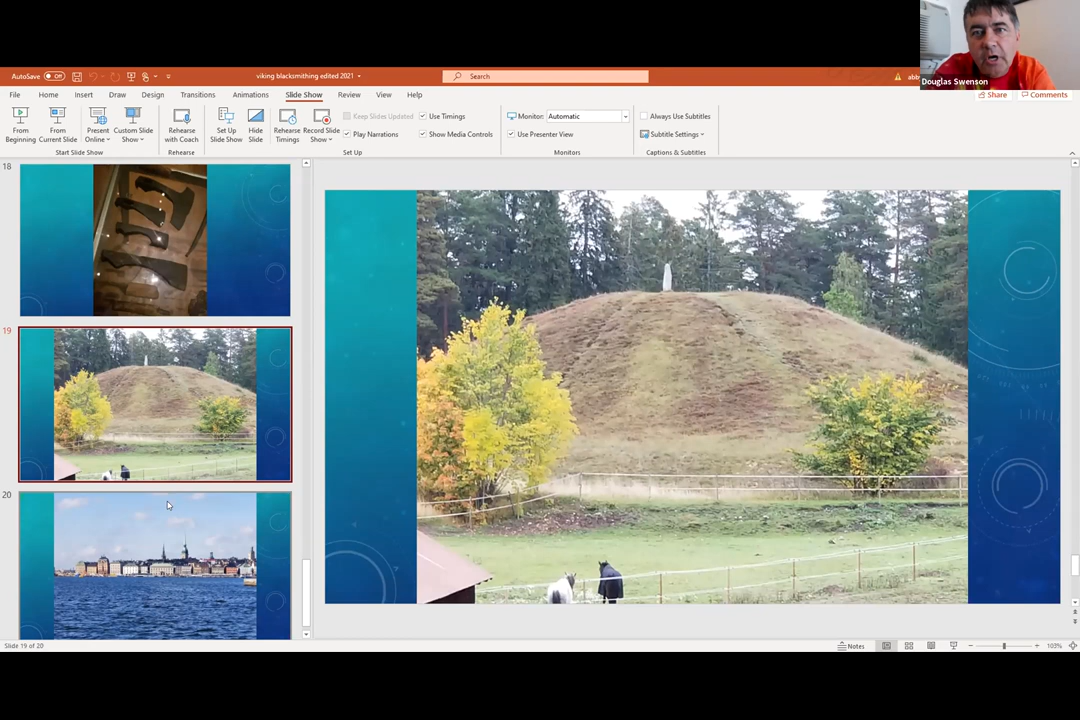 Douglas Swenson
AutoSave Off
viking blacksmithing edited 2021
Search
File Home Insert Draw Design Transitions Animations Slide Show Review View Help
Share Comments
From Beginning
From Current Slide
Present Online
Custom Slide Show
Start Slide Show
Rehearse with Coach
Rehearse
Set Up Slide Show
Hide Slide
Rehearse Timings
Record Slide Show
Keep Slides Updated
Play Narrations
Use Timings
Show Media Controls
Set Up
Monitor: Automatic
Use Presenter View
Monitors
Always Use Subtitles
Subtitle Settings
Captions & Subtitles
18
19
20
Slide 19 of 20
Notes
103%